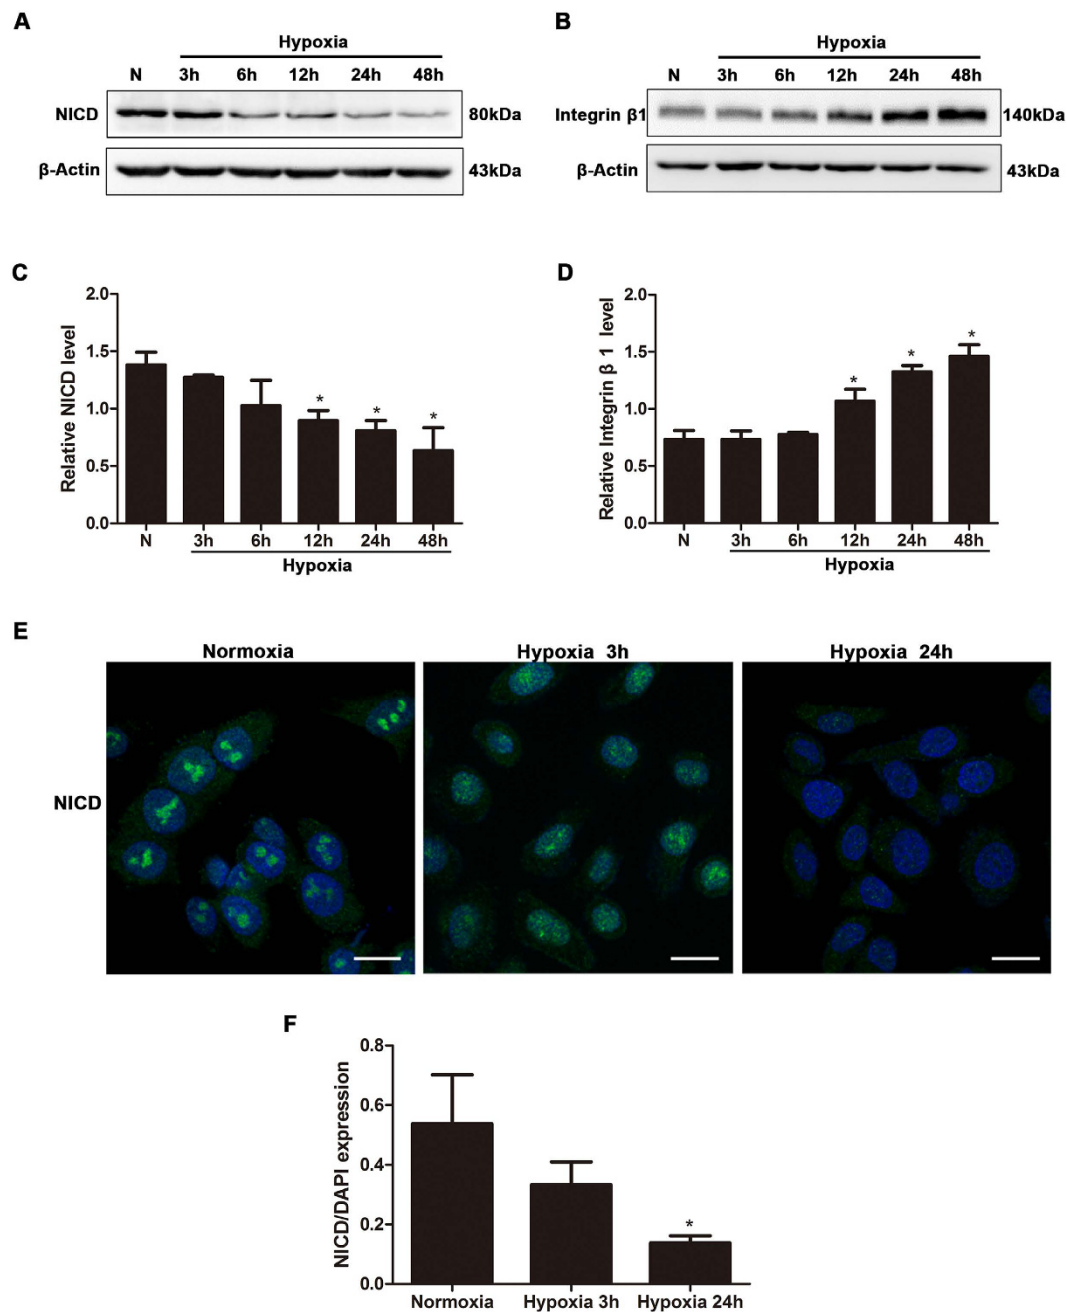 A
Hypoxia
N 3h 6h 12h 24h 48h
NICD 80kDa
β-Actin 43kDa
B
Hypoxia
N 3h 6h 12h 24h 48h
Integrin β1 140kDa
β-Actin 43kDa
C
Relative NICD level
2.0
1.5
1.0
0.5
0.0
* * *
N 3h 6h 12h 24h 48h
Hypoxia
D
Relative Integrin β 1 level
2.0
1.5
1.0
0.5
0.0
* * *
N 3h 6h 12h 24h 48h
Hypoxia
E
Normoxia Hypoxia 3h Hypoxia 24h
NICD
F
NICD/DAPI expression
0.8
0.6
0.4
0.2
0.0
*
Normoxia Hypoxia 3h Hypoxia 24h